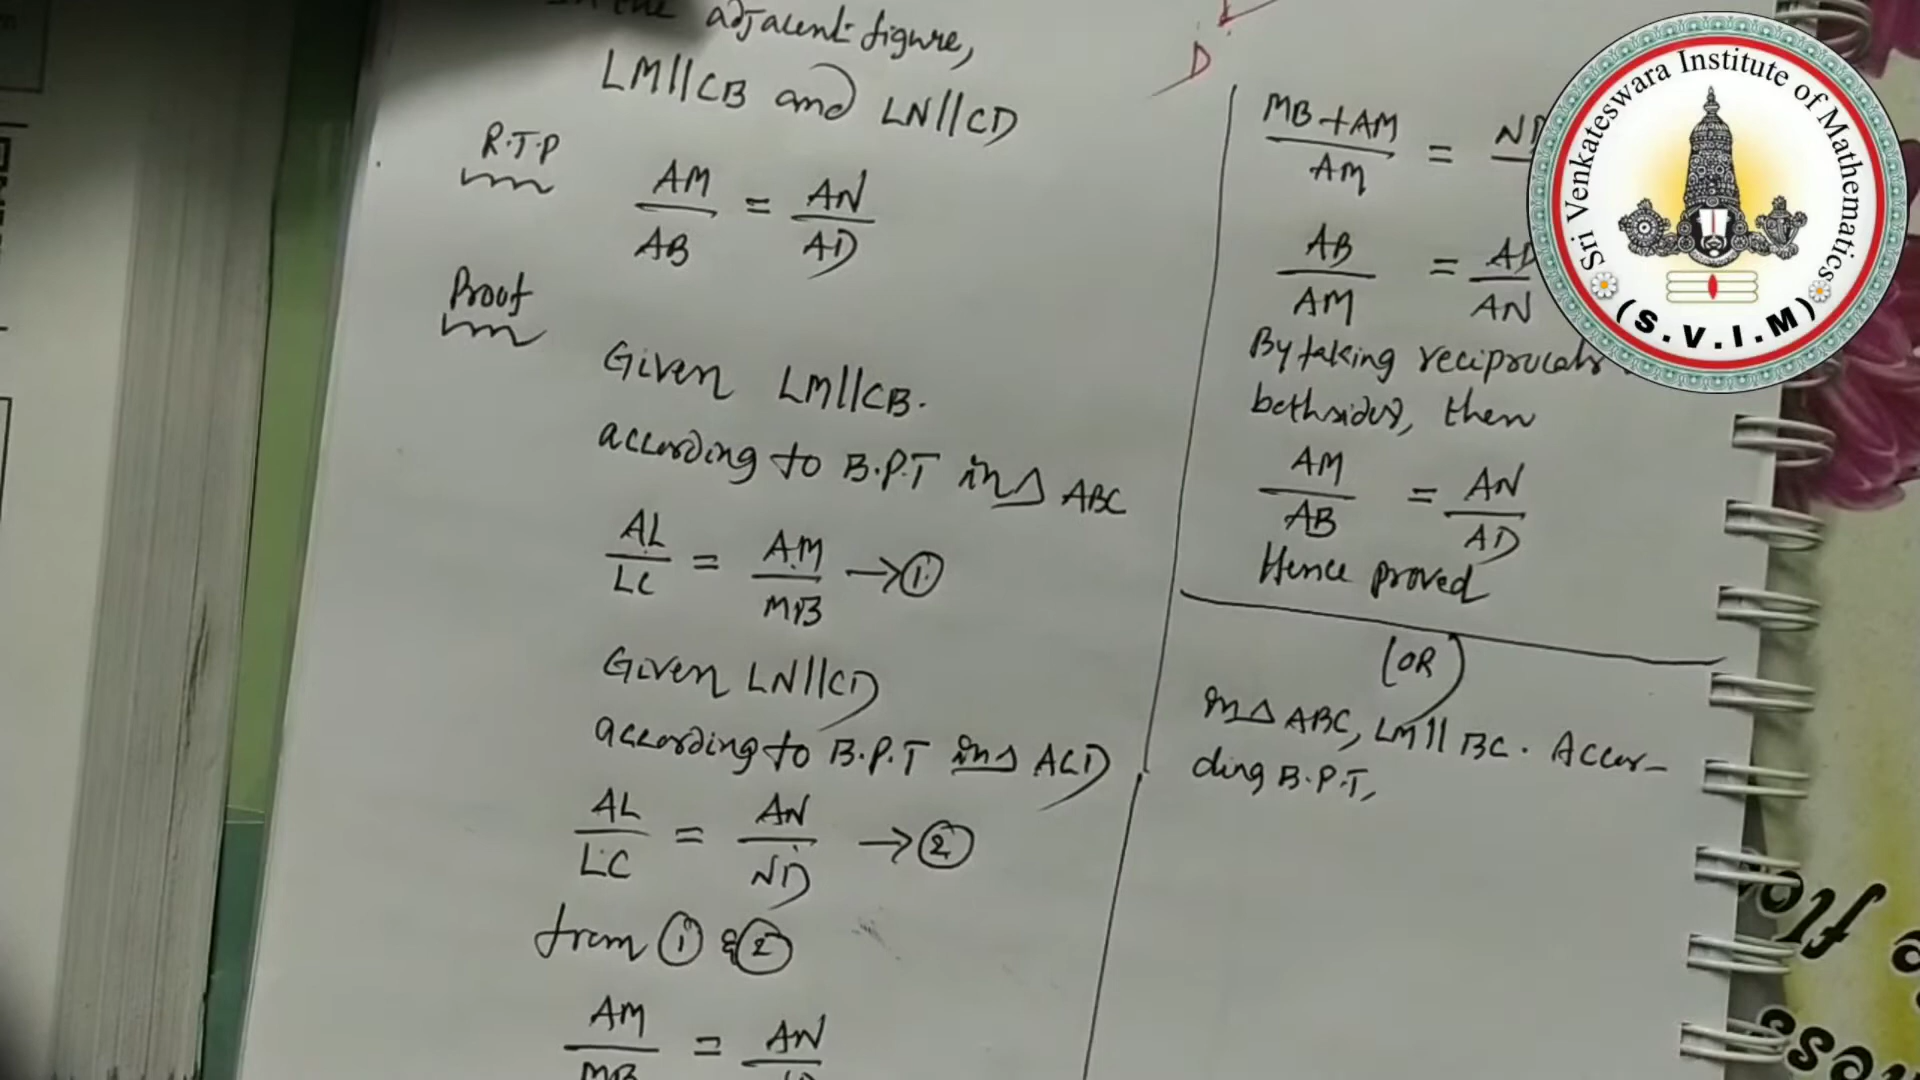 the adjacent figure,
LM||CB and LN||CD
R.T.P
AM/AB = AN/AD
Proof
Given LM||CB.
according to B.P.T in △ ABC
AL/LC = AM/MB → ①
Given LN||CD
according to B.P.T in △ ACD
AL/LC = AN/ND → ②
from ① & ②
AM/MB = AN
D
MB+AM/AM = ND
AB/AM = AD/AN
By taking reciprocals
bothsides, then
AM/AB = AN/AD
Hence proved
(OR)
in △ ABC, LM || BC. Accor-
ding B.P.T,
Sri Venkateswara Institute of Mathematics
(S.V.I.M)